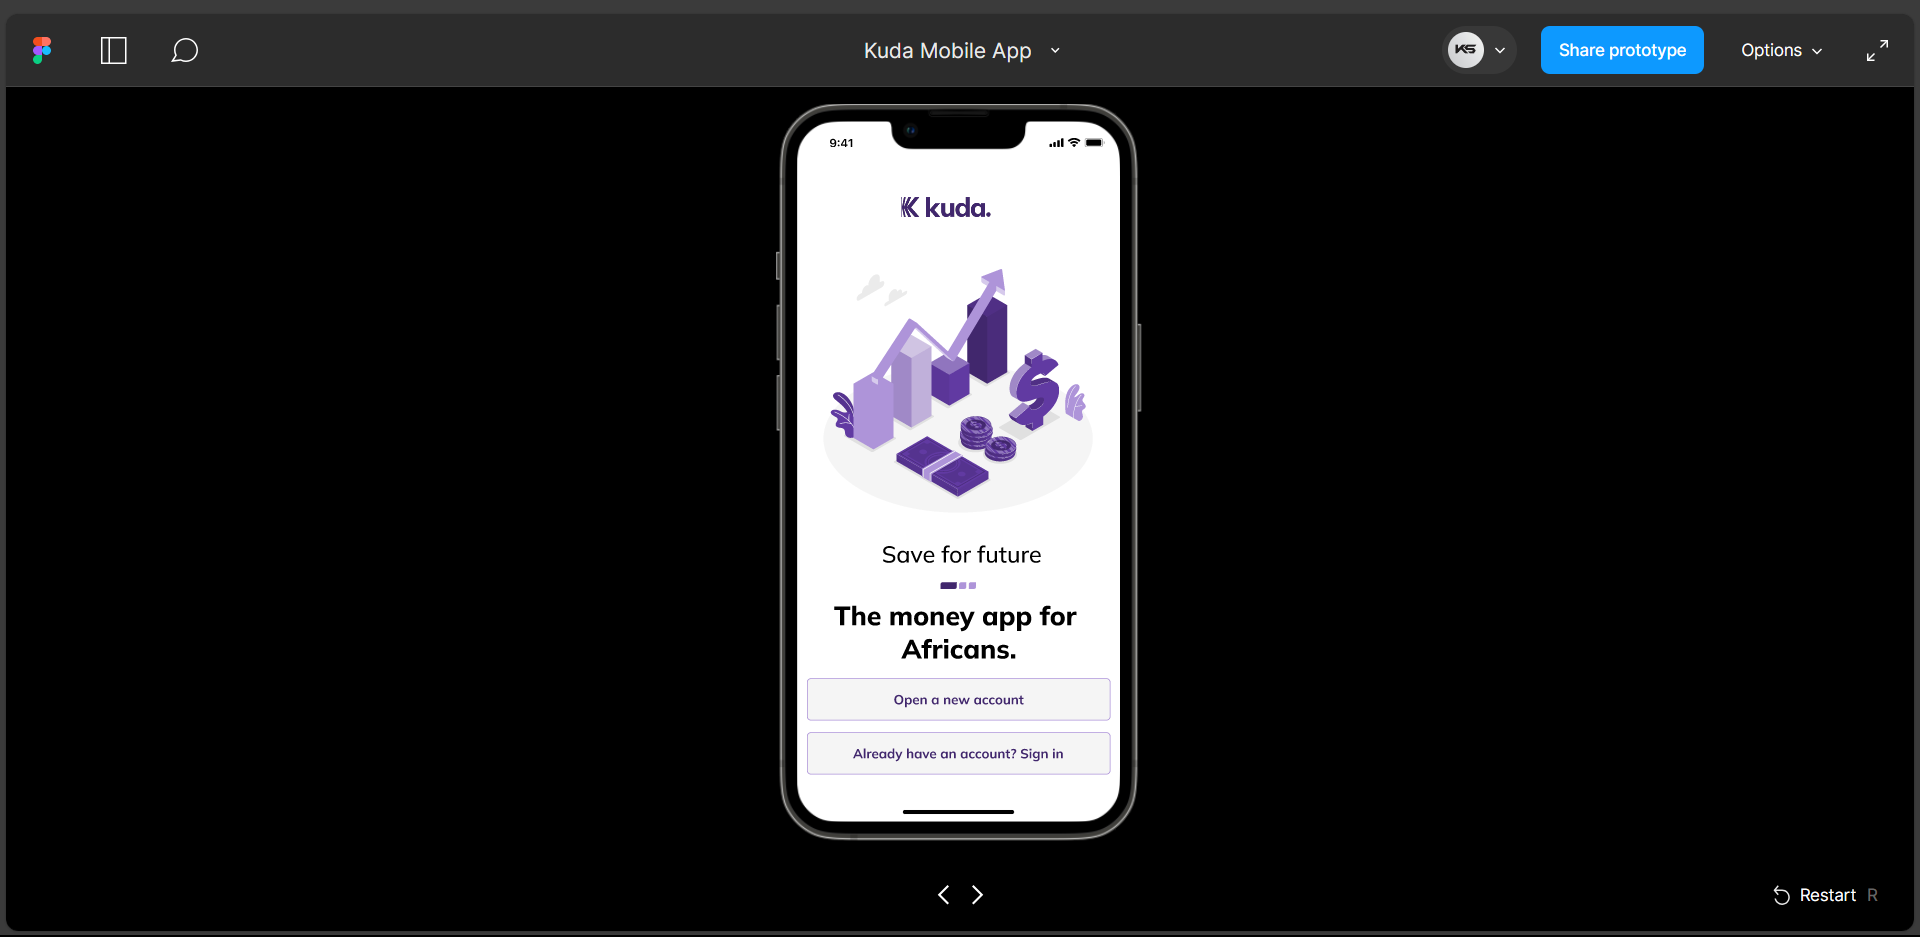 Kuda Mobile App
KS
Share prototype
Options
9:41
kuda.
Save for future
The money app for
Africans.
Open a new account
Already have an account? Sign in
Restart R